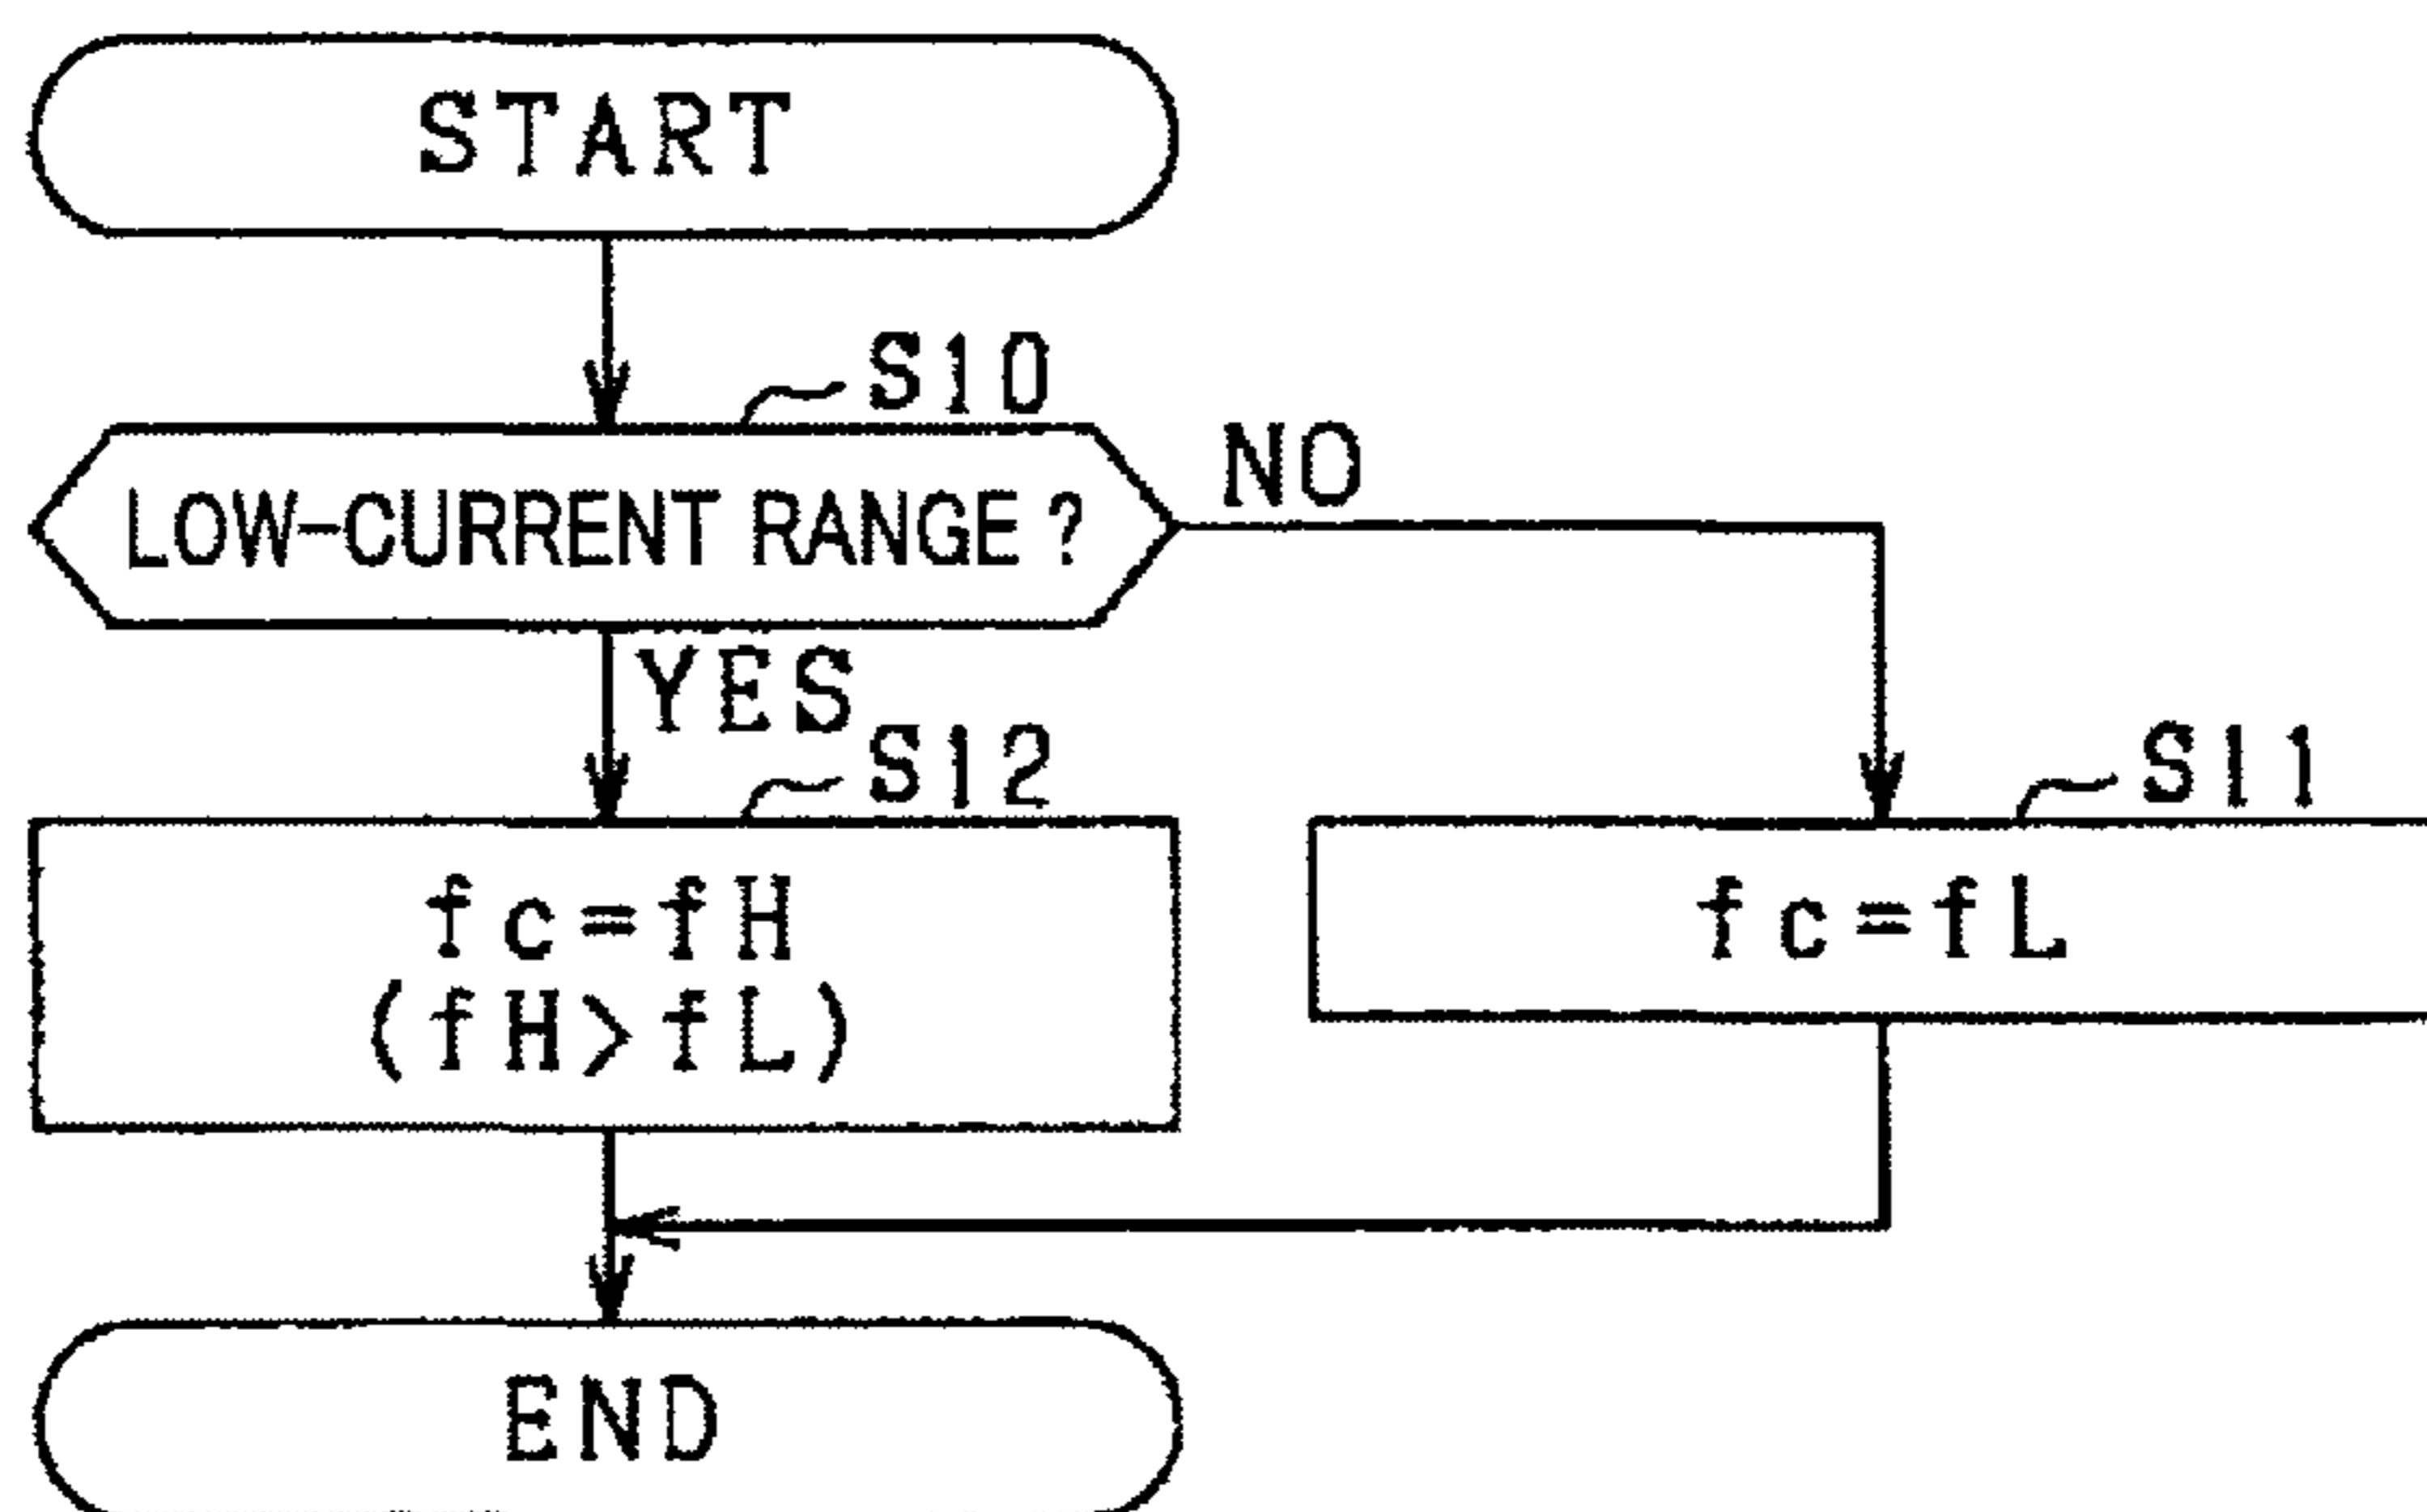 START
S10
LOW-CURRENT RANGE?
NO
YES
S12
S11
fc=fH
(fH>fL)
fc=fL
END